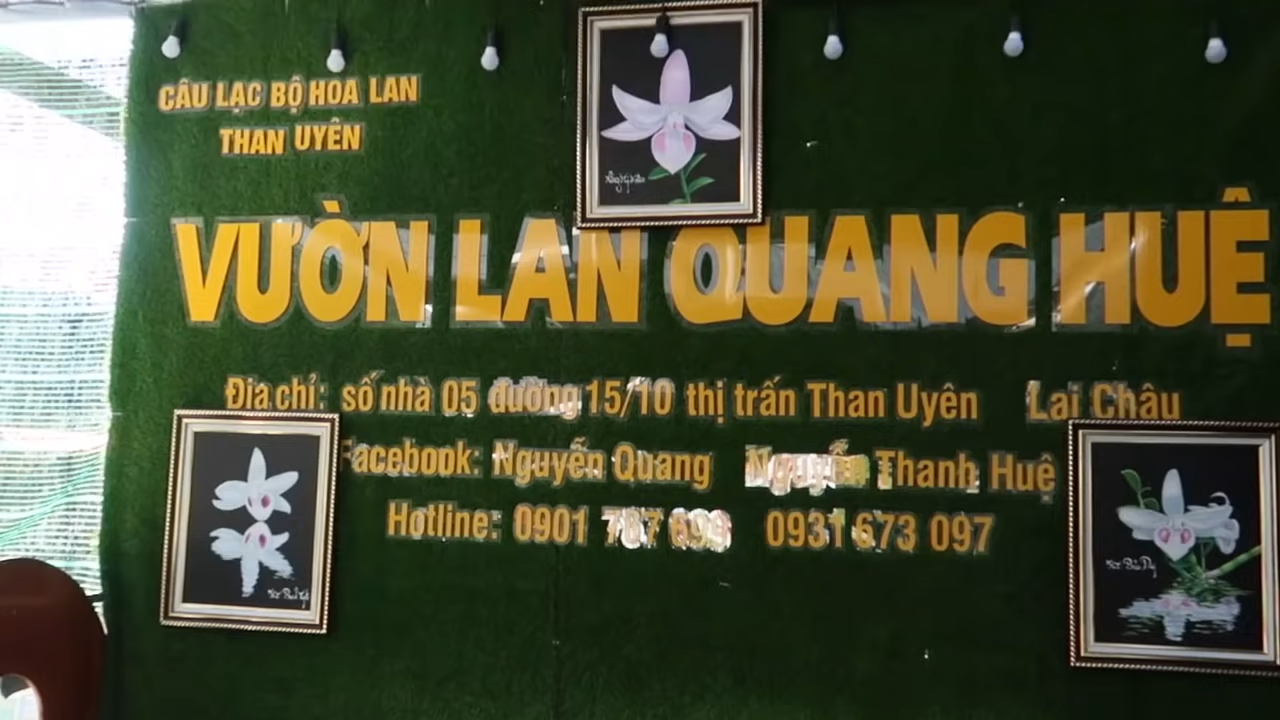 CÂU LẠC BỘ HOA LAN
THAN UYÊN
VƯỜN LAN QUANG HUỆ
Địa chỉ: số nhà 05 đường 15/10 thị trấn Than Uyên Lai Châu
Facebook: Nguyễn Quang Nguyễn Thanh Huệ
Hotline: 0901 787 699 0931 673 097